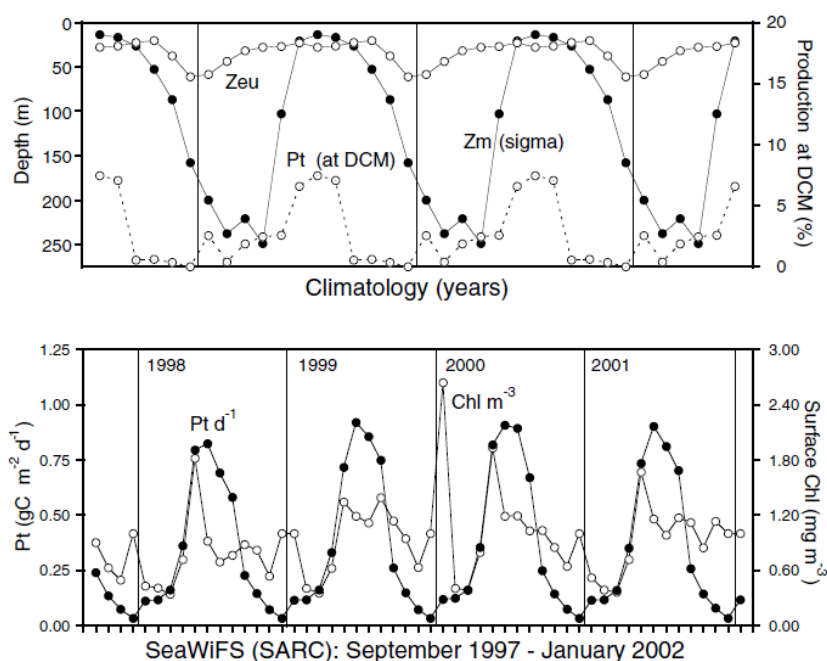 0
50
100
150
200
250
Depth (m)
20
15
10
5
0
Production at DCM (%)
Zeu
Zm (sigma)
Pt (at DCM)
Climatology (years)
1.25
1.00
0.75
0.50
0.25
0.00
Pt (gC m-2 d-1)
3.00
2.40
1.80
1.20
0.60
0.00
Surface Chl (mg m-3)
1998
1999
2000
2001
Pt d-1
Chl m-3
SeaWiFS (SARC): September 1997 - January 2002